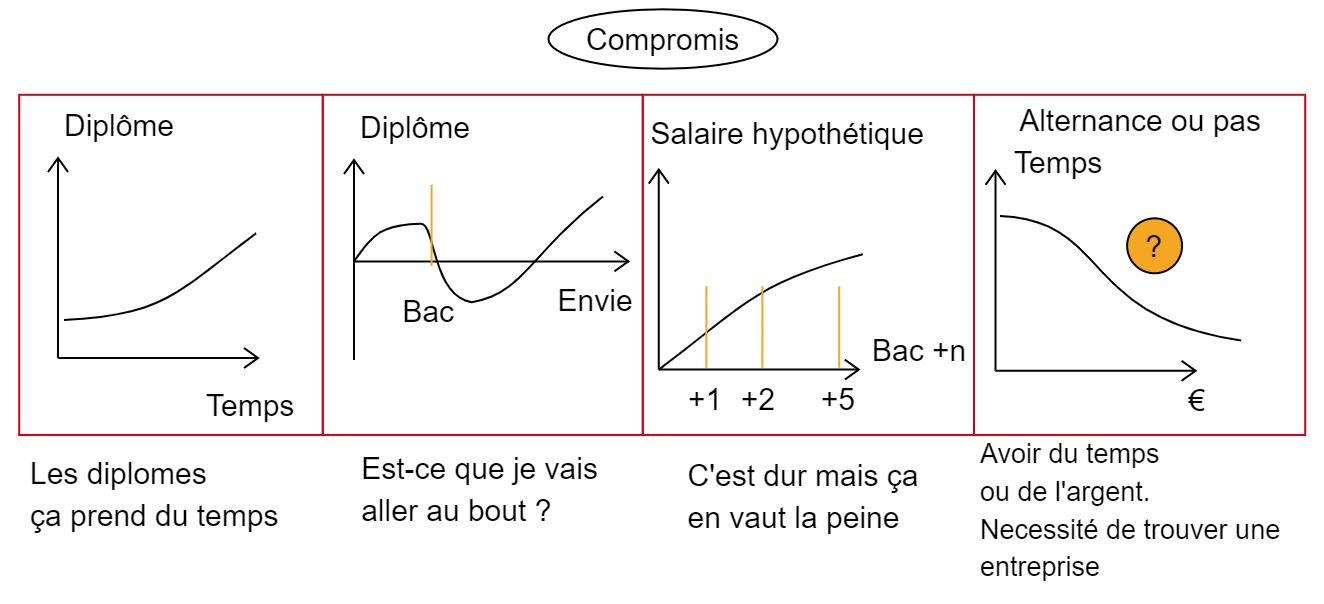 Compromis
Diplôme
Temps
Les diplomes
ça prend du temps
Diplôme
Bac
Envie
Est-ce que je vais
aller au bout ?
Salaire hypothétique
Bac +n
+1 +2 +5
C'est dur mais ça
en vaut la peine
Alternance ou pas
Temps
?
€
Avoir du temps
ou de l'argent.
Necessité de trouver une
entreprise